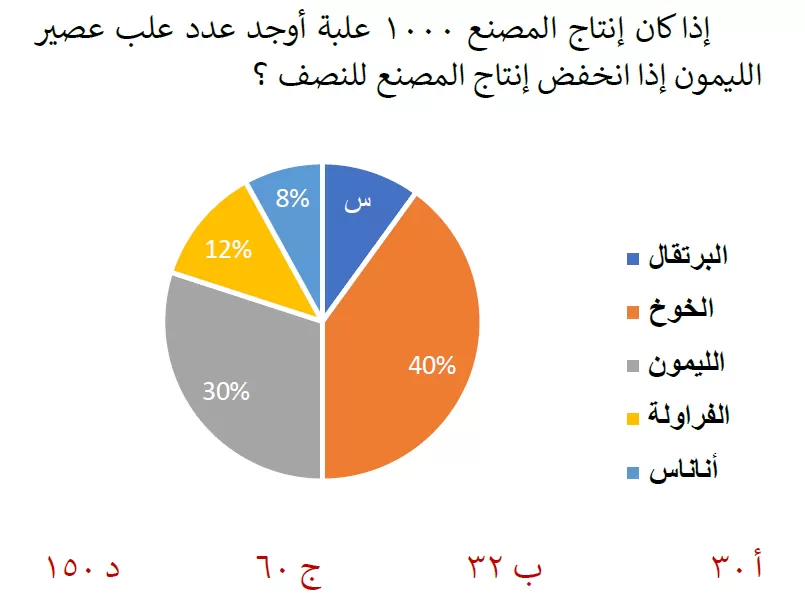 إذا كان إنتاج المصنع ١٠٠٠ علبة أوجد عدد علب عصير
الليمون إذا انخفض إنتاج المصنع للنصف ؟
8%
س
12%
40%
30%
البرتقال
الخوخ
الليمون
الفراولة
أناناس
أ ٣٠ ب ٣٢ ج ٦٠ د ١٥٠